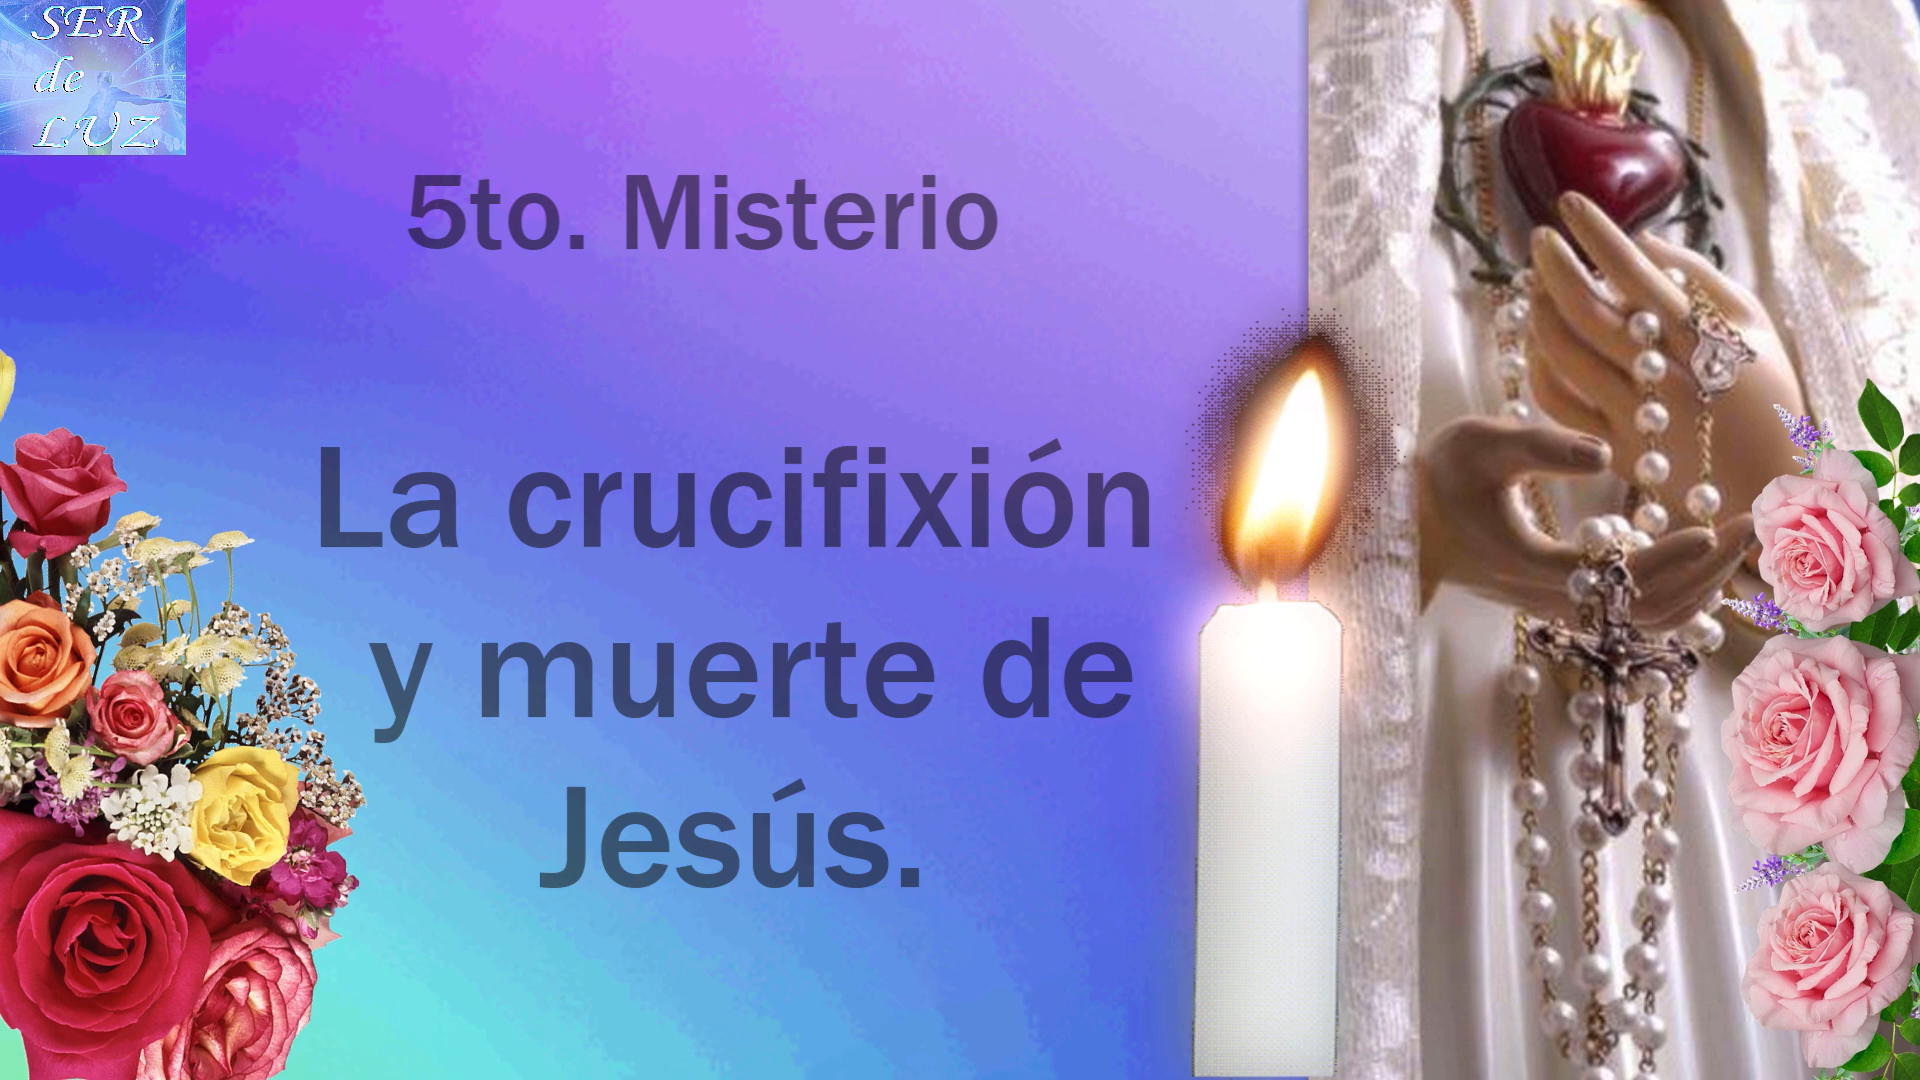 SER
de
LUZ
5to. Misterio
La crucifixión
y muerte de
Jesús.